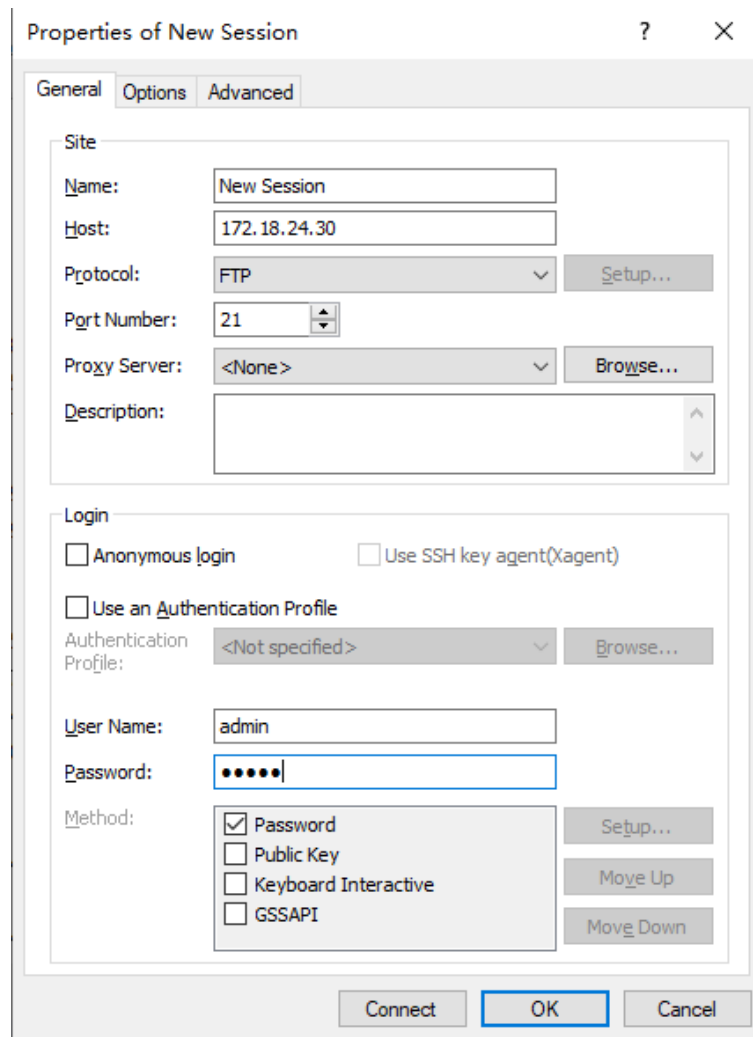 Properties of New Session
General Options Advanced
Site
Name: New Session
Host: 172.18.24.30
Protocol: FTP Setup...
Port Number: 21
Proxy Server: <None> Browse...
Description:
Login
Anonymous login Use SSH key agent(Xagent)
Use an Authentication Profile
Authentication Profile: <Not specified> Browse...
User Name: admin
Password: •••••
Method: Password Setup...
Public Key
Keyboard Interactive Move Up
GSSAPI Move Down
Connect OK Cancel